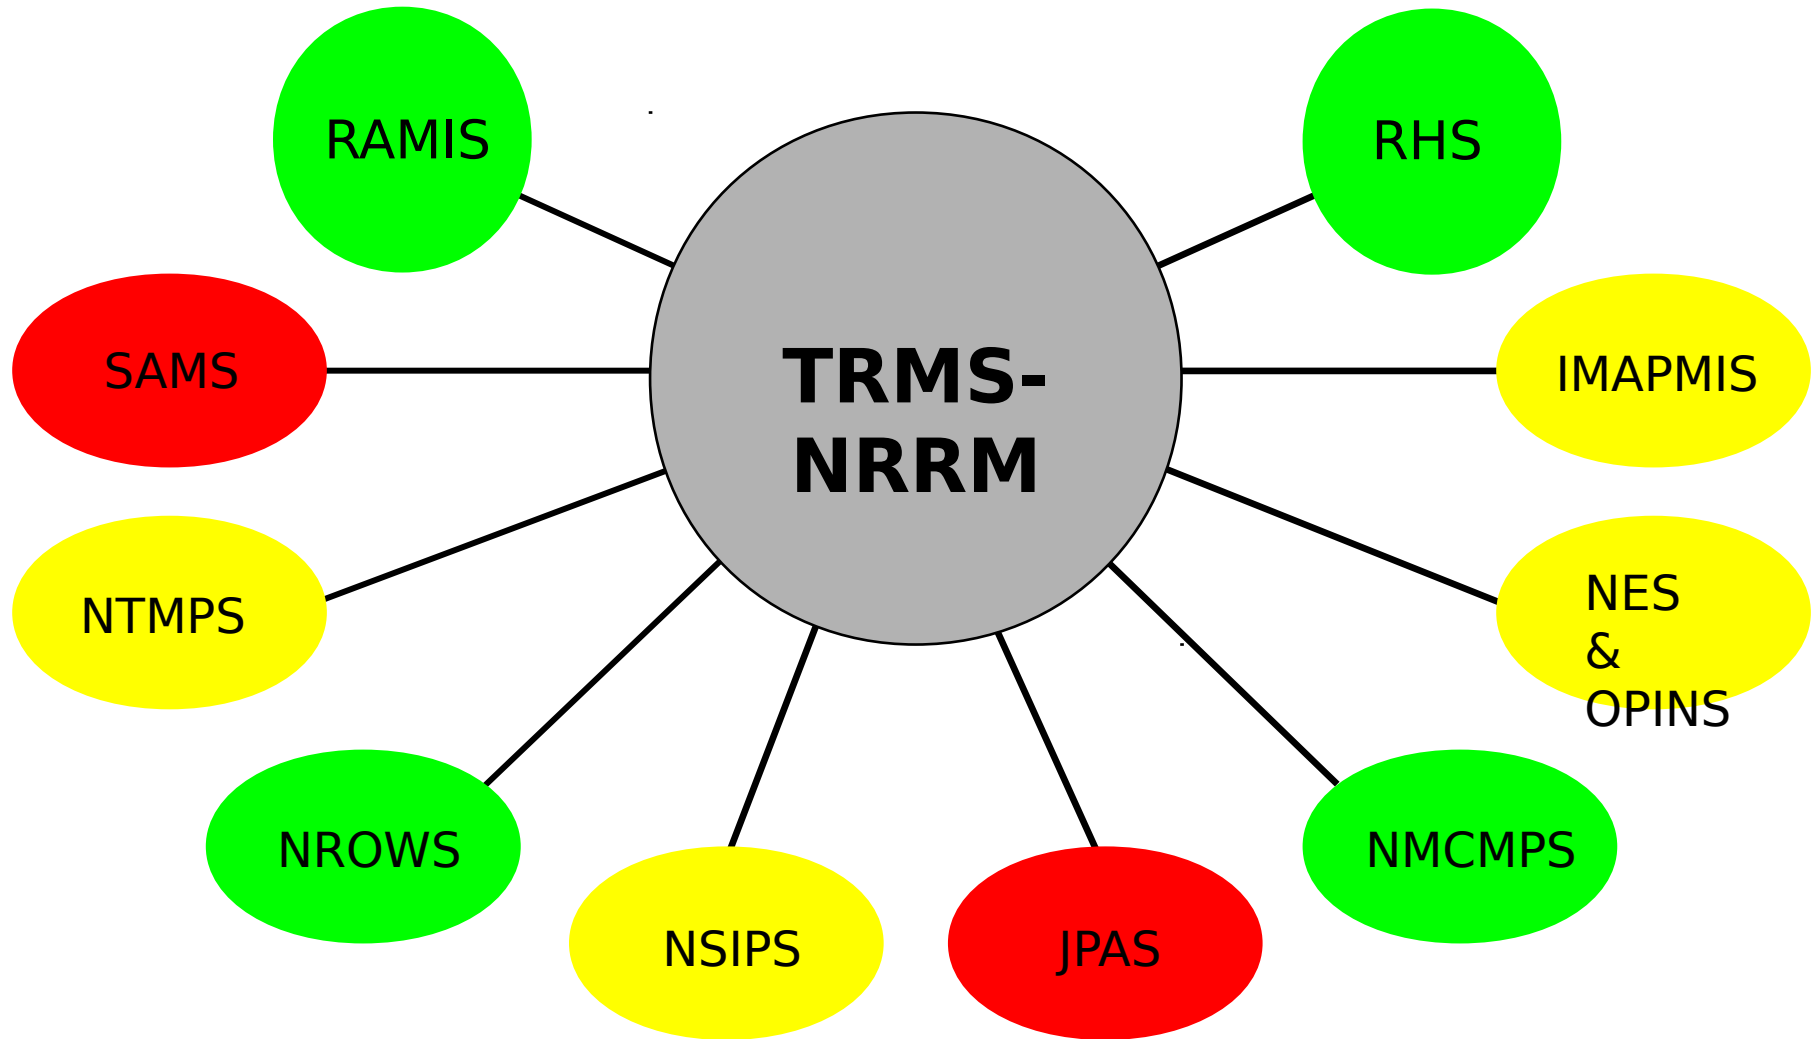 RAMIS
RHS
TRMS-
NRRM
SAMS
IMAPMIS
NTMPS
NES
&
OPINS
NROWS
NMCMPS
NSIPS
JPAS